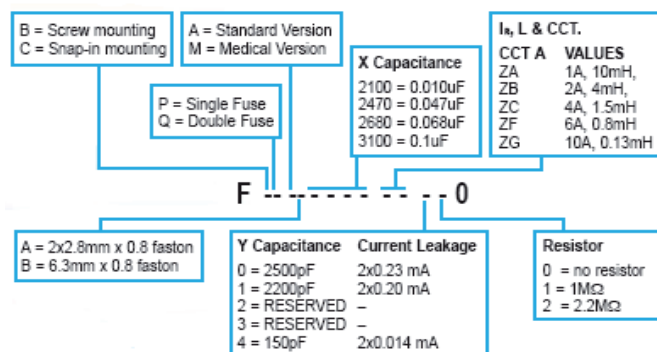 B = Screw mounting
C = Snap-in mounting
A = Standard Version
M = Medical Version
P = Single Fuse
Q = Double Fuse
X Capacitance
2100 = 0.010uF
2470 = 0.047uF
2680 = 0.068uF
3100 = 0.1uF
Iₐ, L & CCT.
CCT A VALUES
ZA 1A, 10mH,
ZB 2A, 4mH,
ZC 4A, 1.5mH
ZF 6A, 0.8mH
ZG 10A, 0.13mH
F -- -- - - - - - - - - - 0
A = 2x2.8mm x 0.8 faston
B = 6.3mm x 0.8 faston
Y Capacitance Current Leakage
0 = 2500pF 2x0.23 mA
1 = 2200pF 2x0.20 mA
2 = RESERVED –
3 = RESERVED –
4 = 150pF 2x0.014 mA
Resistor
0 = no resistor
1 = 1MΩ
2 = 2.2MΩ